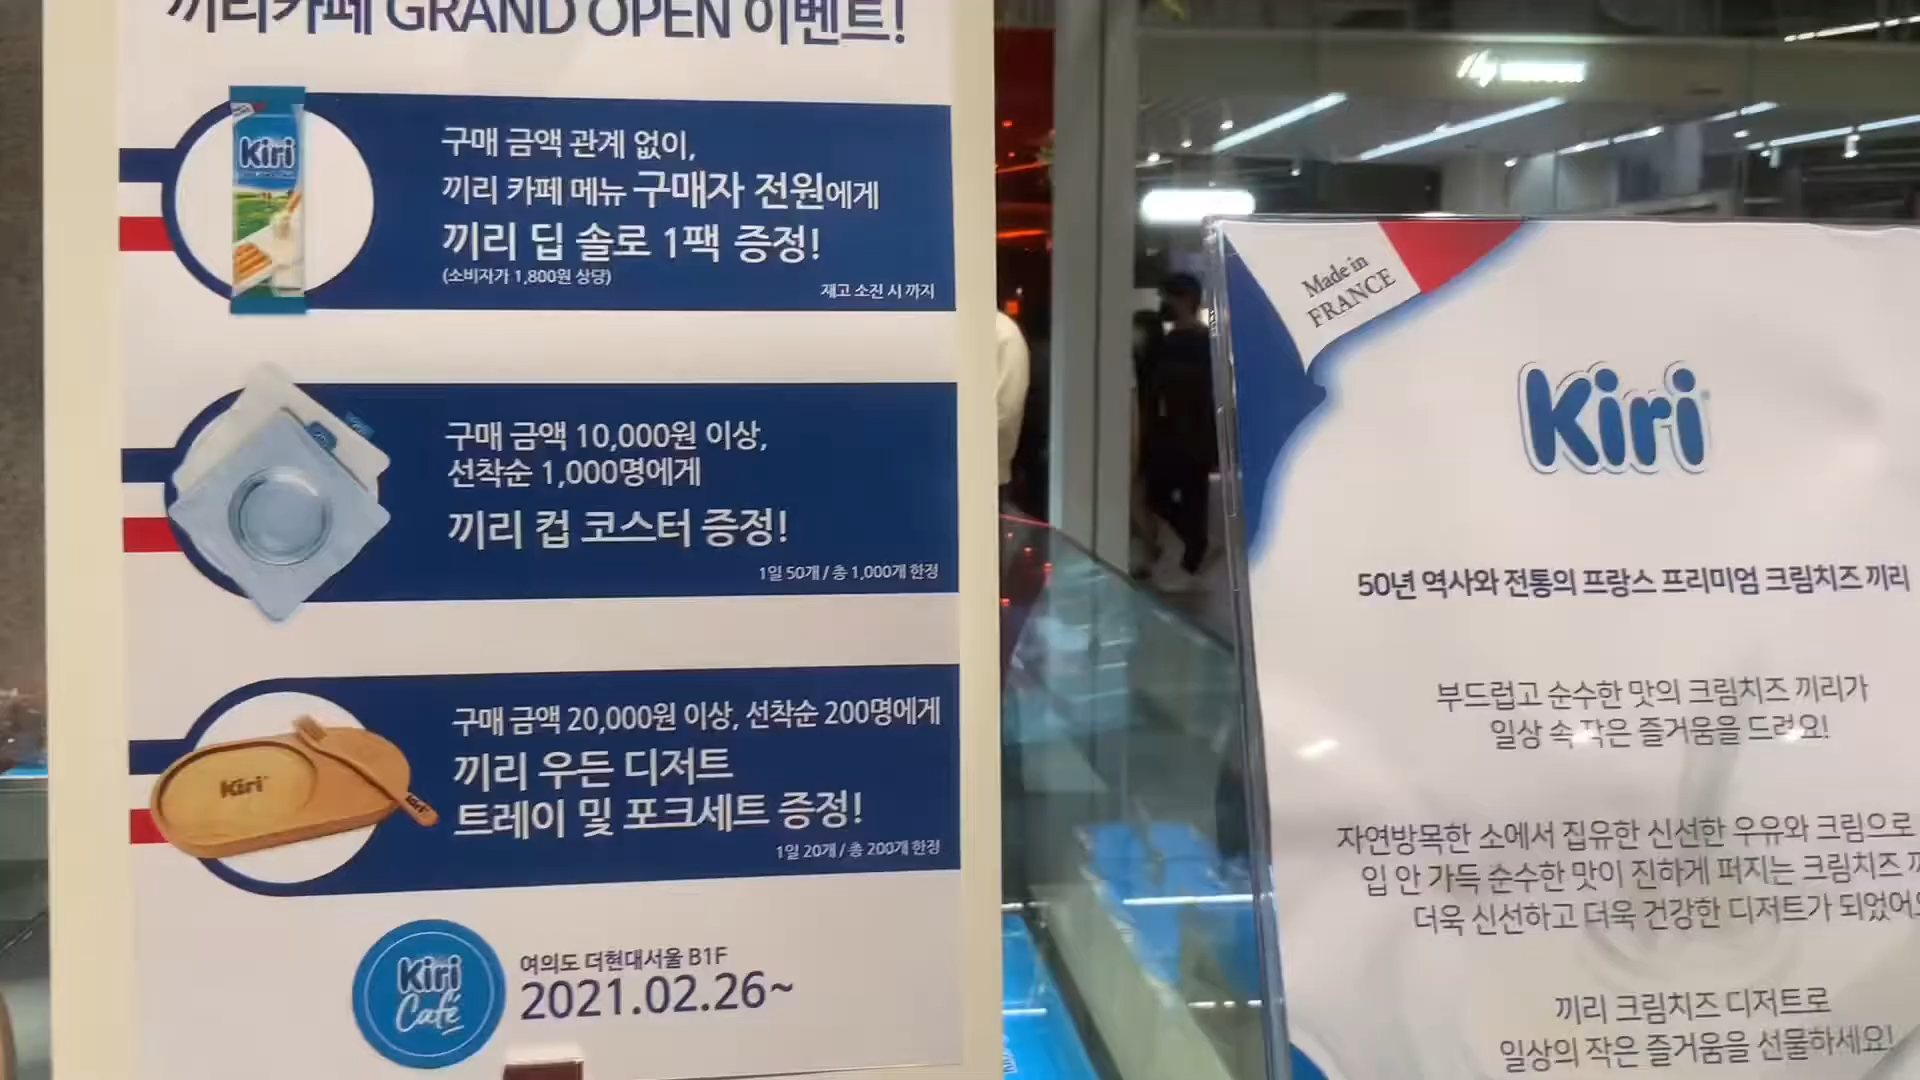 끼리카페 GRAND OPEN 이벤트!
Kiri
구매 금액 관계 없이,
끼리 카페 메뉴 구매자 전원에게
끼리 딥 솔로 1팩 증정!
(소비자가 1,800원 상당)
재고 소진 시 까지
구매 금액 10,000원 이상,
선착순 1,000명에게
끼리 컵 코스터 증정!
1일 50개 / 총 1,000개 한정
Kiri
구매 금액 20,000원 이상, 선착순 200명에게
끼리 우든 디저트
트레이 및 포크세트 증정!
1일 20개 / 총 200개 한정
Kiri
Café
여의도 더현대서울 B1F
2021.02.26~
Made in
FRANCE
Kiri
50년 역사와 전통의 프랑스 프리미엄 크림치즈 끼리
부드럽고 순수한 맛의 크림치즈 끼리가
일상 속 작은 즐거움을 드려요!
자연방목한 소에서 집유한 신선한 우유와 크림으로
입 안 가득 순수한 맛이 진하게 퍼지는 크림치즈
더욱 신선하고 더욱 건강한 디저트가 되었어요
끼리 크림치즈 디저트로
일상의 작은 즐거움을 선물하세요!